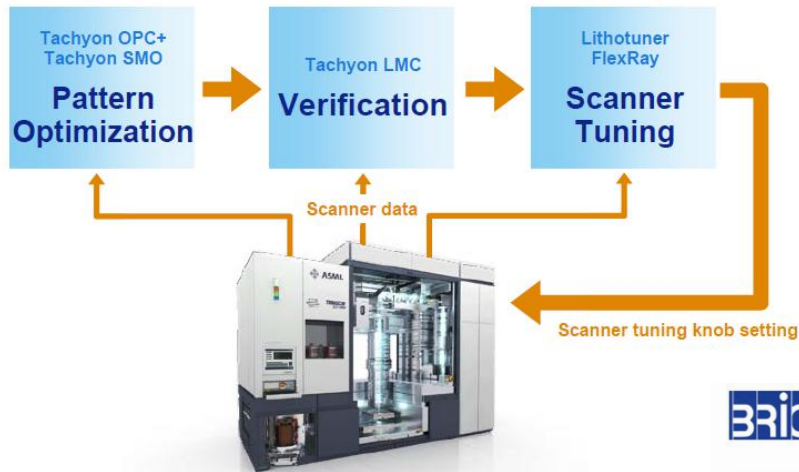 Tachyon OPC+
Tachyon SMO
Pattern
Optimization
Tachyon LMC
Verification
Lithotuner
FlexRay
Scanner
Tuning
Scanner data
ASML
Scanner tuning knob setting